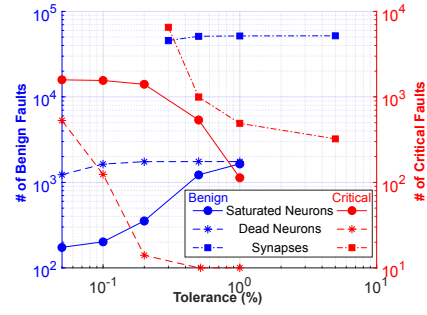 10^5
10^4
10^3
10^2
# of Benign Faults
10^4
10^3
10^2
10^1
# of Critical Faults
Benign Critical
Saturated Neurons
Dead Neurons
Synapses
10^-1 10^0 10^1
Tolerance (%)